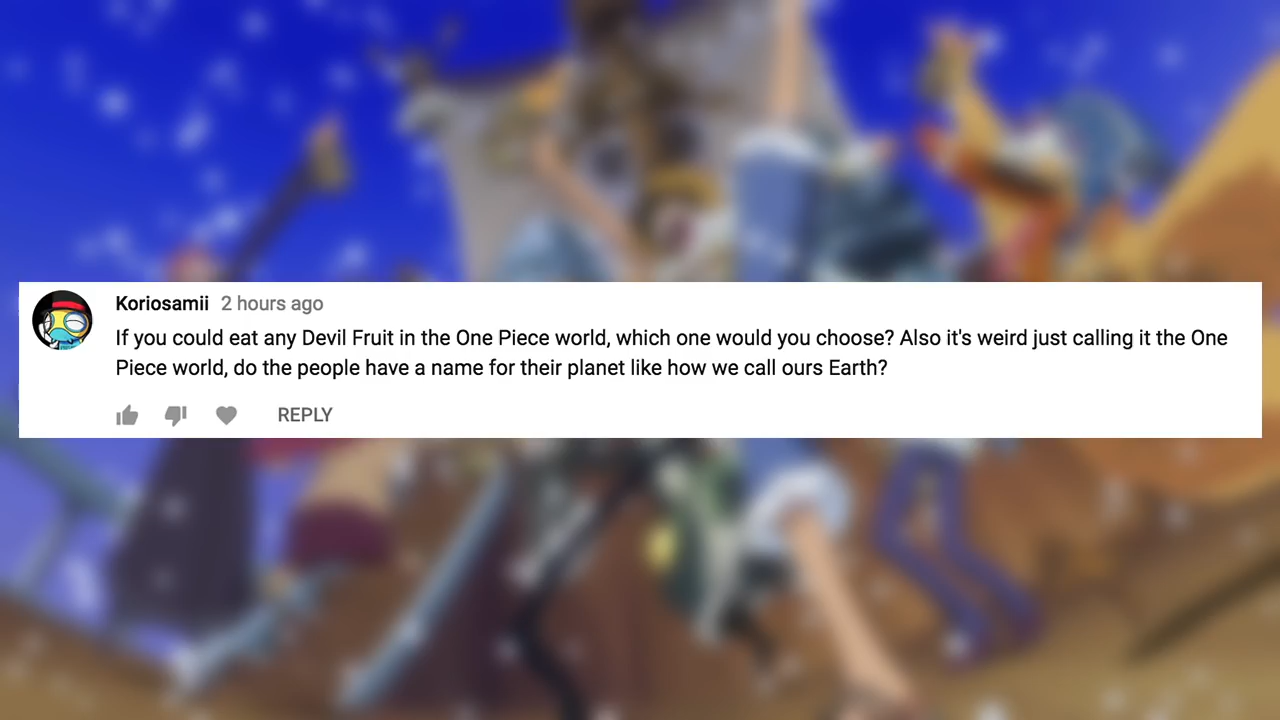 Koriosamii 2 hours ago
If you could eat any Devil Fruit in the One Piece world, which one would you choose? Also it's weird just calling it the One
Piece world, do the people have a name for their planet like how we call ours Earth?
REPLY